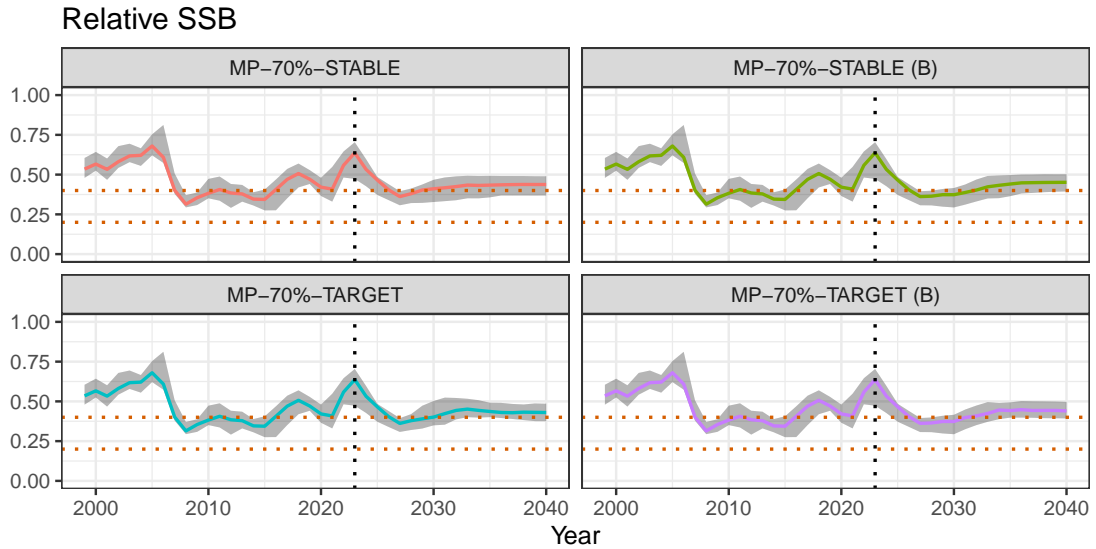 Relative SSB
MP−70%−STABLE
MP−70%−STABLE (B)
1.00
0.75
0.50
0.25
0.00
MP−70%−TARGET
MP−70%−TARGET (B)
1.00
0.75
0.50
0.25
0.00
2000 2010 2020 2030 2040 2000 2010 2020 2030 2040
Year